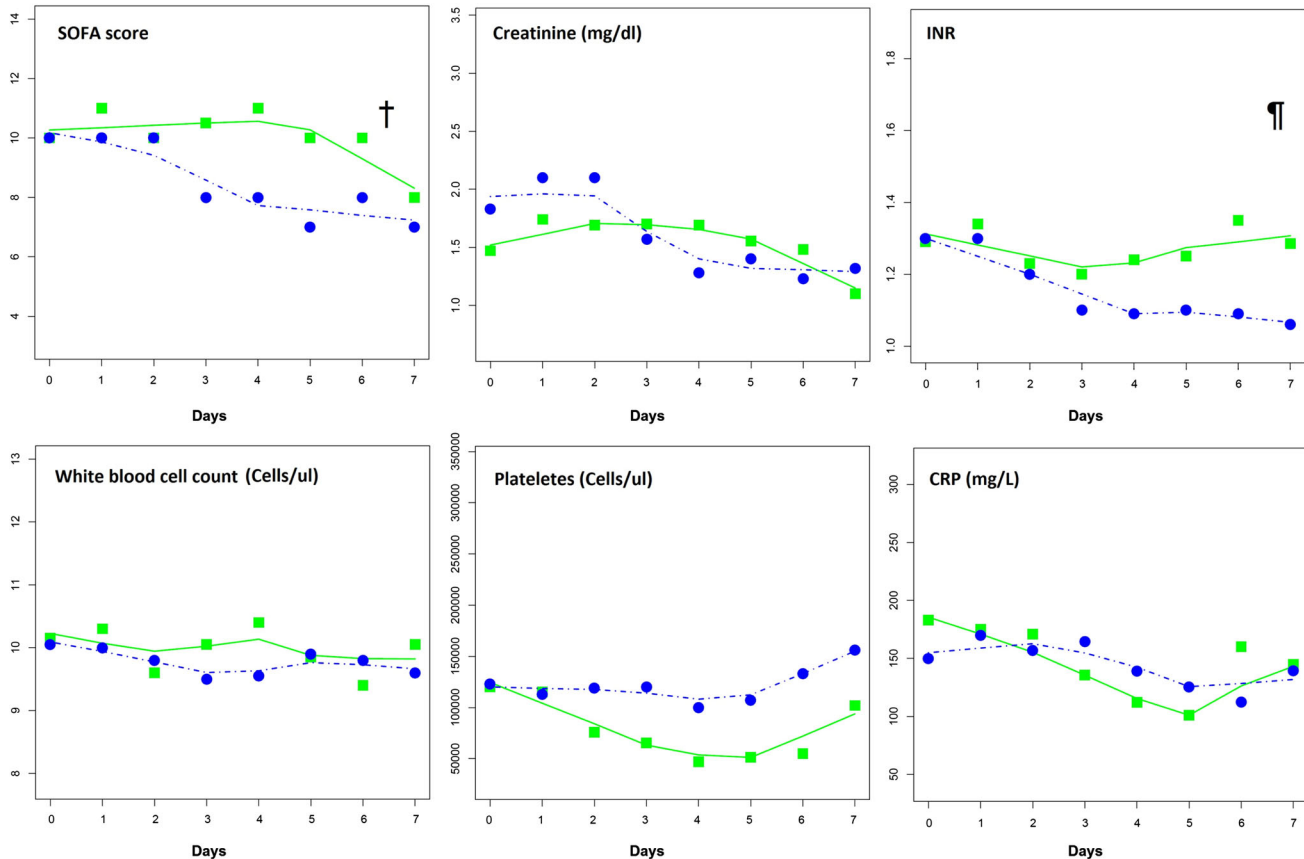 SOFA score
†
14
12
10
8
6
4
0 1 2 3 4 5 6 7
Days
Creatinine (mg/dl)
3.5
3.0
2.5
2.0
1.5
1.0
0 1 2 3 4 5 6 7
Days
INR
¶
1.8
1.6
1.4
1.2
1.0
0 1 2 3 4 5 6 7
Days
White blood cell count (Cells/ul)
13
12
11
10
9
8
0 1 2 3 4 5 6 7
Days
Plateletes (Cells/ul)
350000
300000
250000
200000
150000
100000
50000
0 1 2 3 4 5 6 7
Days
CRP (mg/L)
300
250
200
150
100
50
0 1 2 3 4 5 6 7
Days